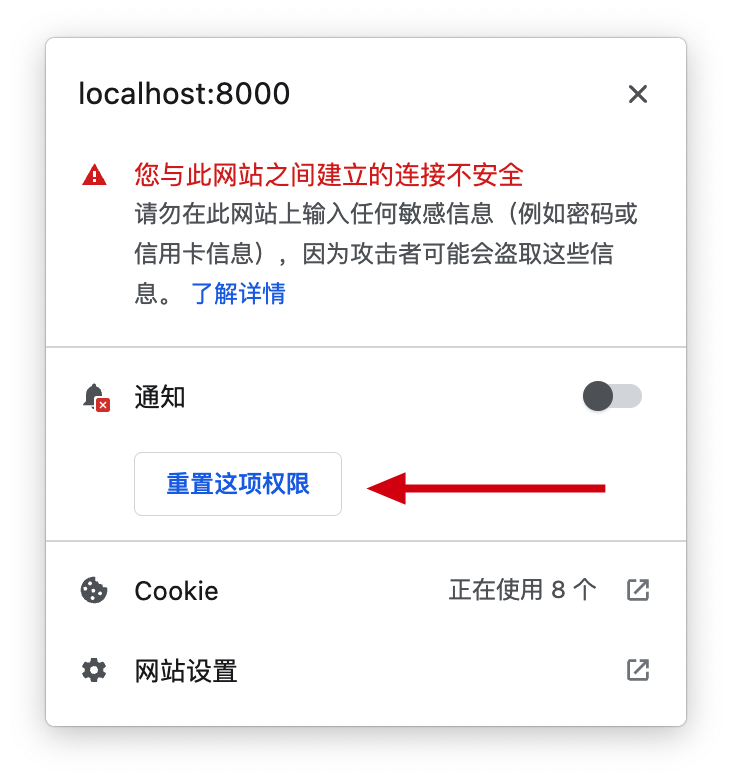 localhost:8000
您与此网站之间建立的连接不安全
请勿在此网站上输入任何敏感信息（例如密码或
信用卡信息），因为攻击者可能会盗取这些信
息。 了解详情
通知
重置这项权限
Cookie 正在使用 8 个
网站设置